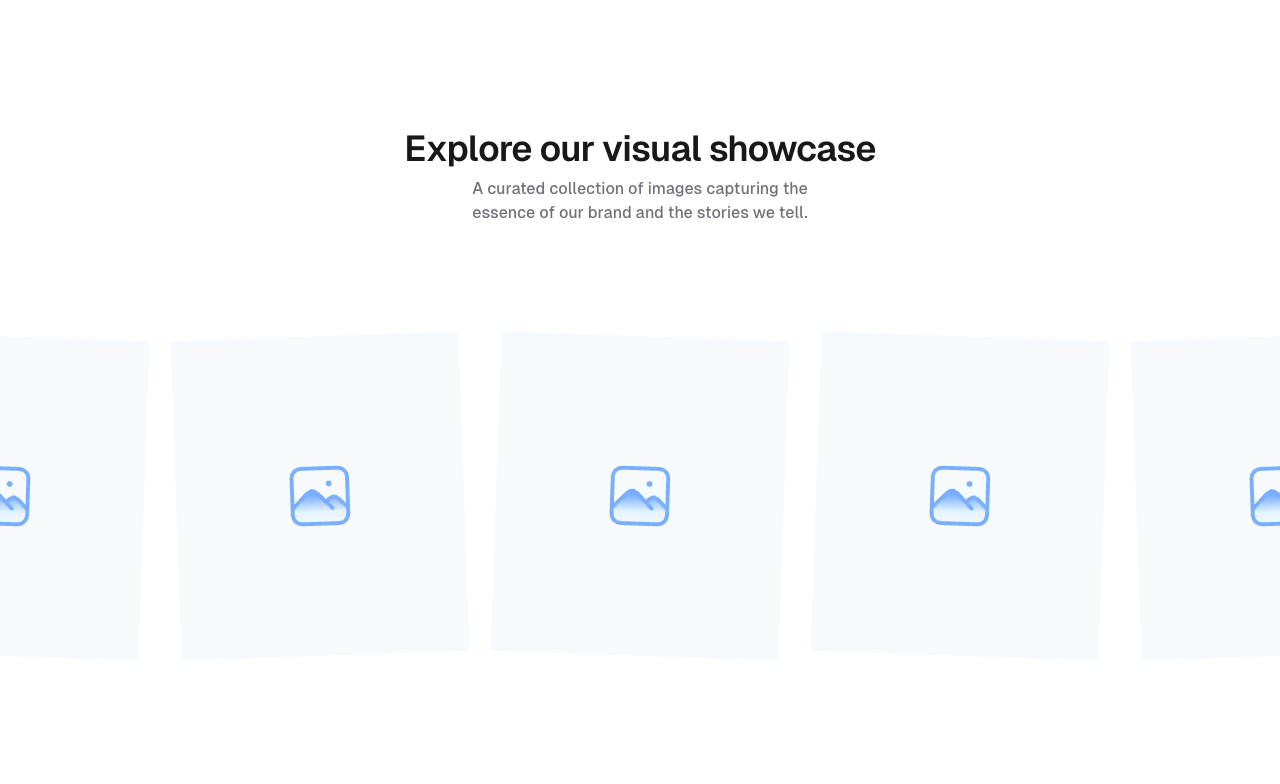 Explore our visual showcase
A curated collection of images capturing the
essence of our brand and the stories we tell.